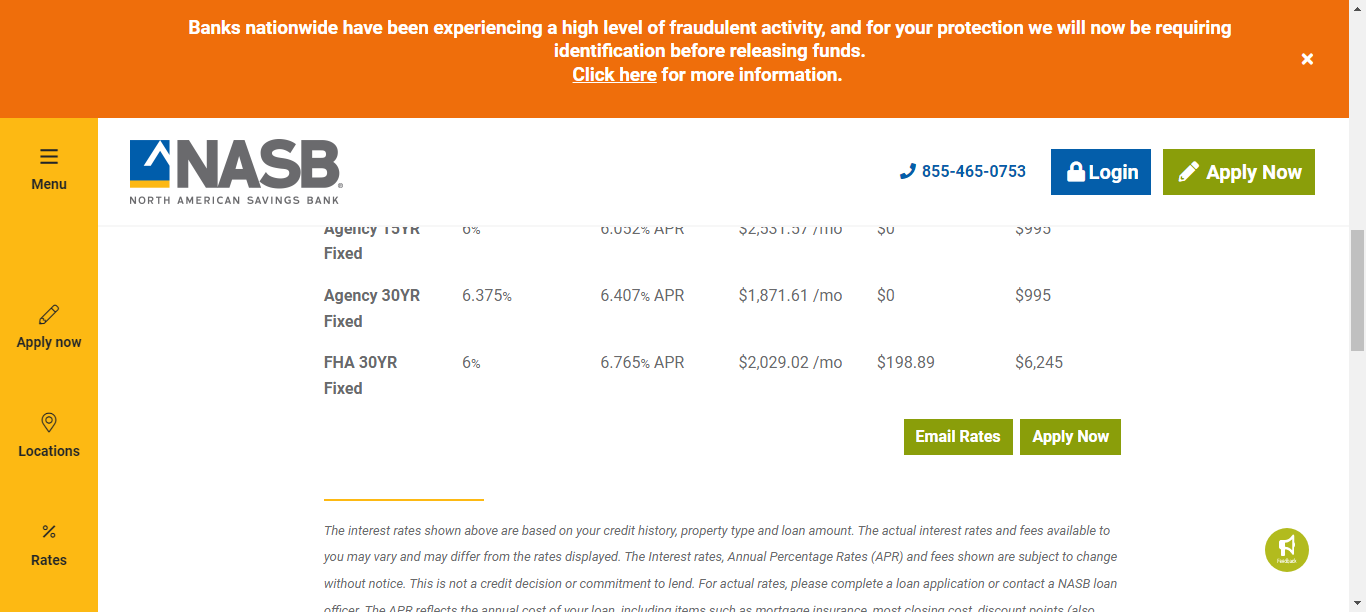 Banks nationwide have been experiencing a high level of fraudulent activity, and for your protection we will now be requiring
identification before releasing funds.
Click here for more information.
Menu
NASB
NORTH AMERICAN SAVINGS BANK
855-465-0753
Login
Apply Now
Agency 15YR 6% 6.052% APR $2,531.57 /mo $0 $995
Fixed
Agency 30YR 6.375% 6.407% APR $1,871.61 /mo $0 $995
Fixed
FHA 30YR 6% 6.765% APR $2,029.02 /mo $198.89 $6,245
Fixed
Email Rates
Apply Now
Apply now
Locations
Rates
The interest rates shown above are based on your credit history, property type and loan amount. The actual interest rates and fees available to
you may vary and may differ from the rates displayed. The Interest rates, Annual Percentage Rates (APR) and fees shown are subject to change
without notice. This is not a credit decision or commitment to lend. For actual rates, please complete a loan application or contact a NASB loan
officer. The APR reflects the annual cost of your loan, including items such as mortgage insurance, most closing cost, discount points (also
Feedback